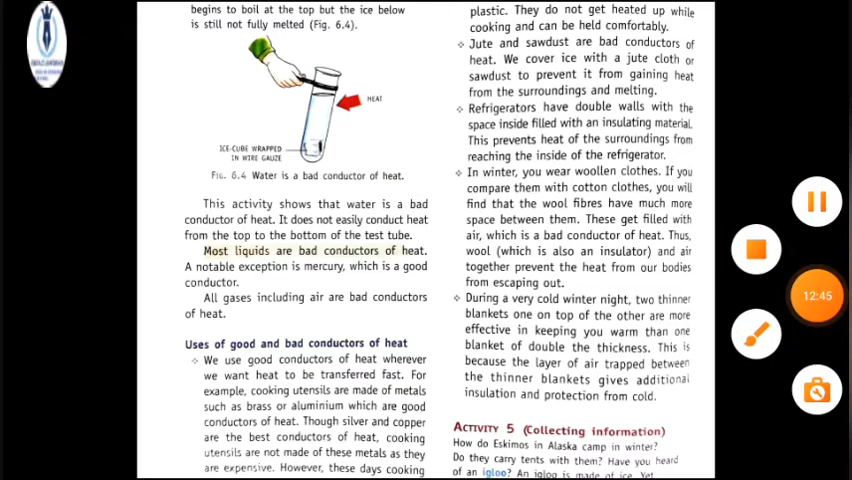 begins to boil at the top but the ice below
is still not fully melted (Fig. 6.4).
HEAT
ICE-CUBE WRAPPED
IN WIRE GAUZE
FIG. 6.4 Water is a bad conductor of heat.
This activity shows that water is a bad
conductor of heat. It does not easily conduct heat
from the top to the bottom of the test tube.
Most liquids are bad conductors of heat.
A notable exception is mercury, which is a good
conductor.
All gases including air are bad conductors
of heat.
Uses of good and bad conductors of heat
We use good conductors of heat wherever
we want heat to be transferred fast. For
example, cooking utensils are made of metals
such as brass or aluminium which are good
conductors of heat. Though silver and copper
are the best conductors of heat, cooking
utensils are not made of these metals as they
are expensive. However, these days cooking
plastic. They do not get heated up while
cooking and can be held comfortably.
Jute and sawdust are bad conductors of
heat. We cover ice with a jute cloth or
sawdust to prevent it from gaining heat
from the surroundings and melting.
Refrigerators have double walls with the
space inside filled with an insulating material.
This prevents heat of the surroundings from
reaching the inside of the refrigerator.
In winter, you wear woollen clothes. If you
compare them with cotton clothes, you will
find that the wool fibres have much more
space between them. These get filled with
air, which is a bad conductor of heat. Thus,
wool (which is also an insulator) and air
together prevent the heat from our bodies
from escaping out.
During a very cold winter night, two thinner
blankets one on top of the other are more
effective in keeping you warm than one
blanket of double the thickness. This is
because the layer of air trapped between
the thinner blankets gives additional
insulation and protection from cold.
ACTIVITY 5 (Collecting information)
How do Eskimos in Alaska camp in winter?
Do they carry tents with them? Have you heard
of an igloo? An igloo is made of ice. Yet
12:45